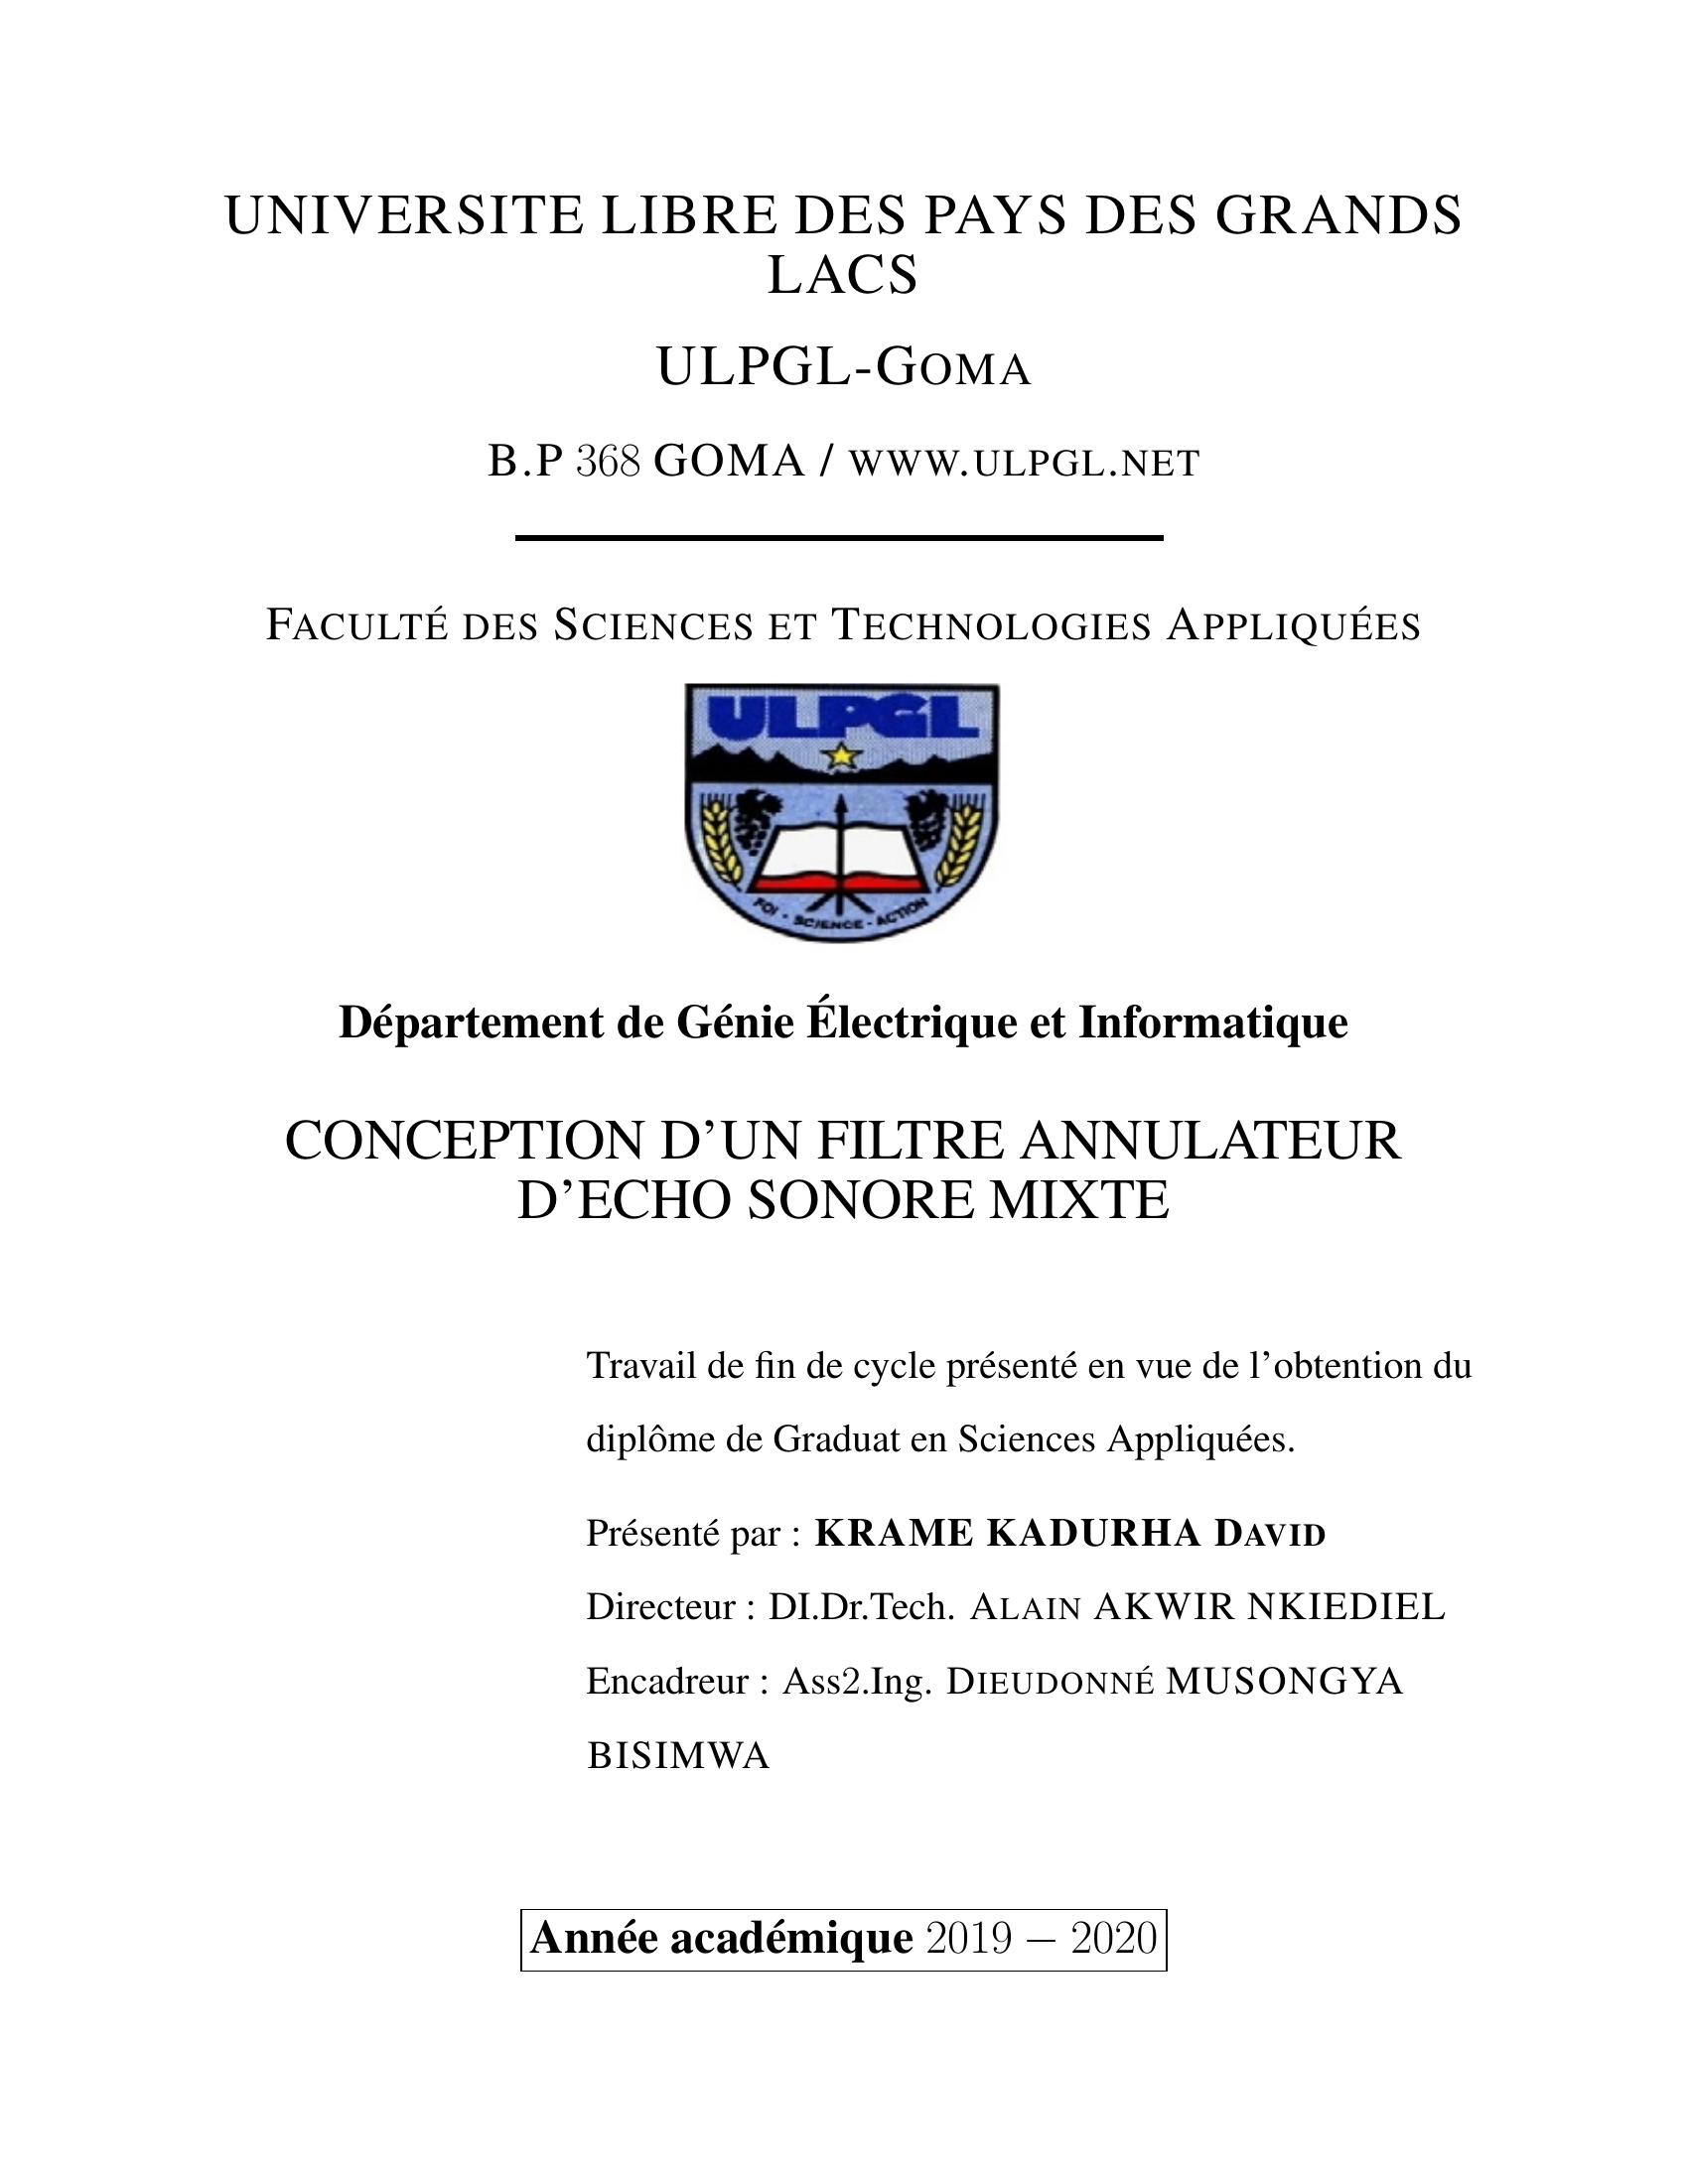 UNIVERSITE LIBRE DES PAYS DES GRANDS
LACS
ULPGL-GOMA
B.P 368 GOMA / WWW.ULPGL.NET
FACULTÉ DES SCIENCES ET TECHNOLOGIES APPLIQUÉES
ULPGL
FOI - SCIENCE - ACTION
Département de Génie Électrique et Informatique
CONCEPTION D'UN FILTRE ANNULATEUR
D'ECHO SONORE MIXTE
Travail de fin de cycle présenté en vue de l'obtention du
diplôme de Graduat en Sciences Appliquées.
Présenté par : KRAME KADURHA DAVID
Directeur : DI.Dr.Tech. ALAIN AKWIR NKIEDIEL
Encadreur : Ass2.Ing. DIEUDONNÉ MUSONGYA
BISIMWA
Année académique 2019 − 2020